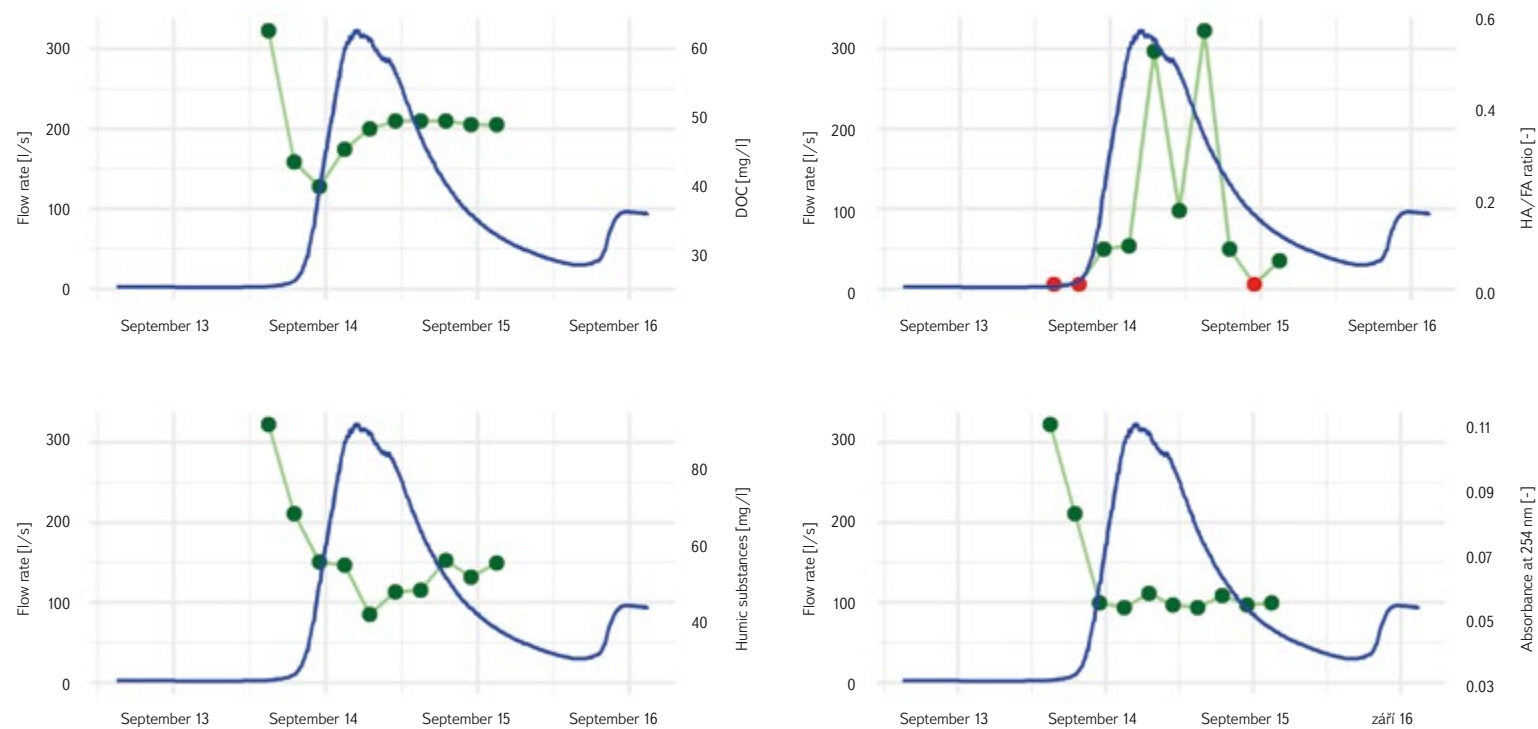 300
200
100
0
Flow rate [l/s]
60
50
40
30
DOC [mg/l]
September 13 September 14 September 15 September 16
300
200
100
0
Flow rate [l/s]
0.6
0.4
0.2
0.0
HA/FA ratio [-]
September 13 September 14 September 15 September 16
300
200
100
0
Flow rate [l/s]
80
60
40
Humic substances [mg/l]
September 13 September 14 September 15 September 16
300
200
100
0
Flow rate [l/s]
0.11
0.09
0.07
0.05
0.03
Absorbance at 254 nm [-]
September 13 September 14 September 15 září 16